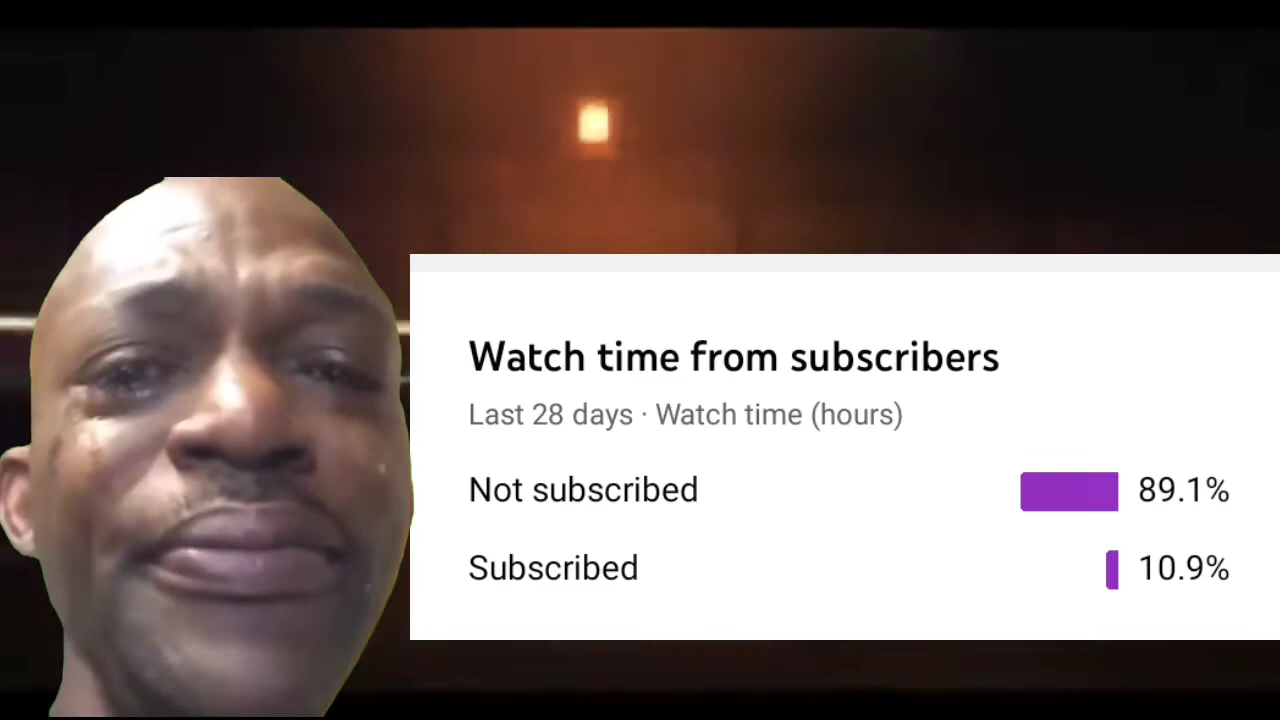 Watch time from subscribers
Last 28 days · Watch time (hours)
Not subscribed 89.1%
Subscribed 10.9%